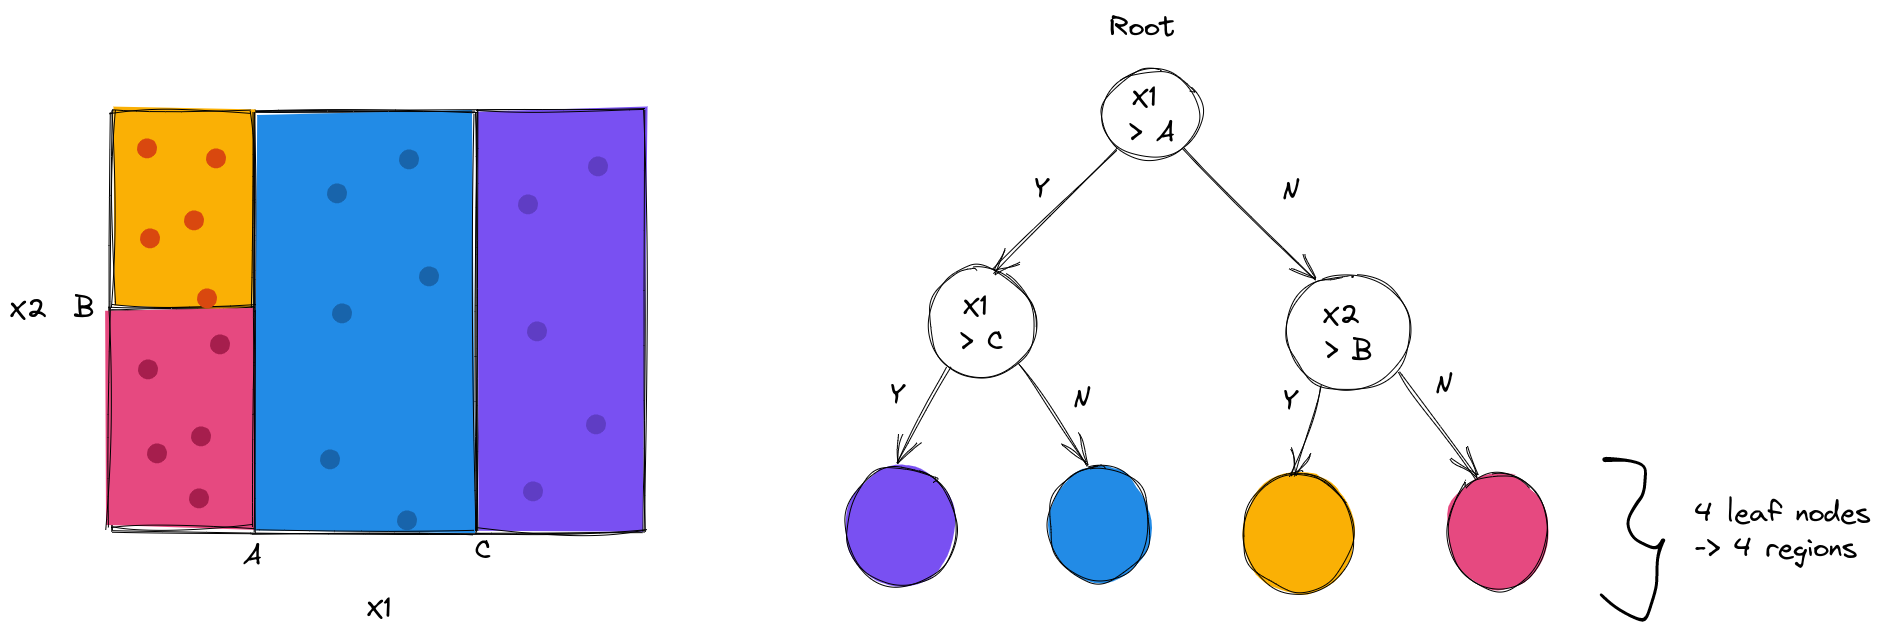 Root
x1
> A
Y
N
x2
B
x1
> C
x2
> B
Y
N
Y
N
4 leaf nodes
-> 4 regions
A
C
x1